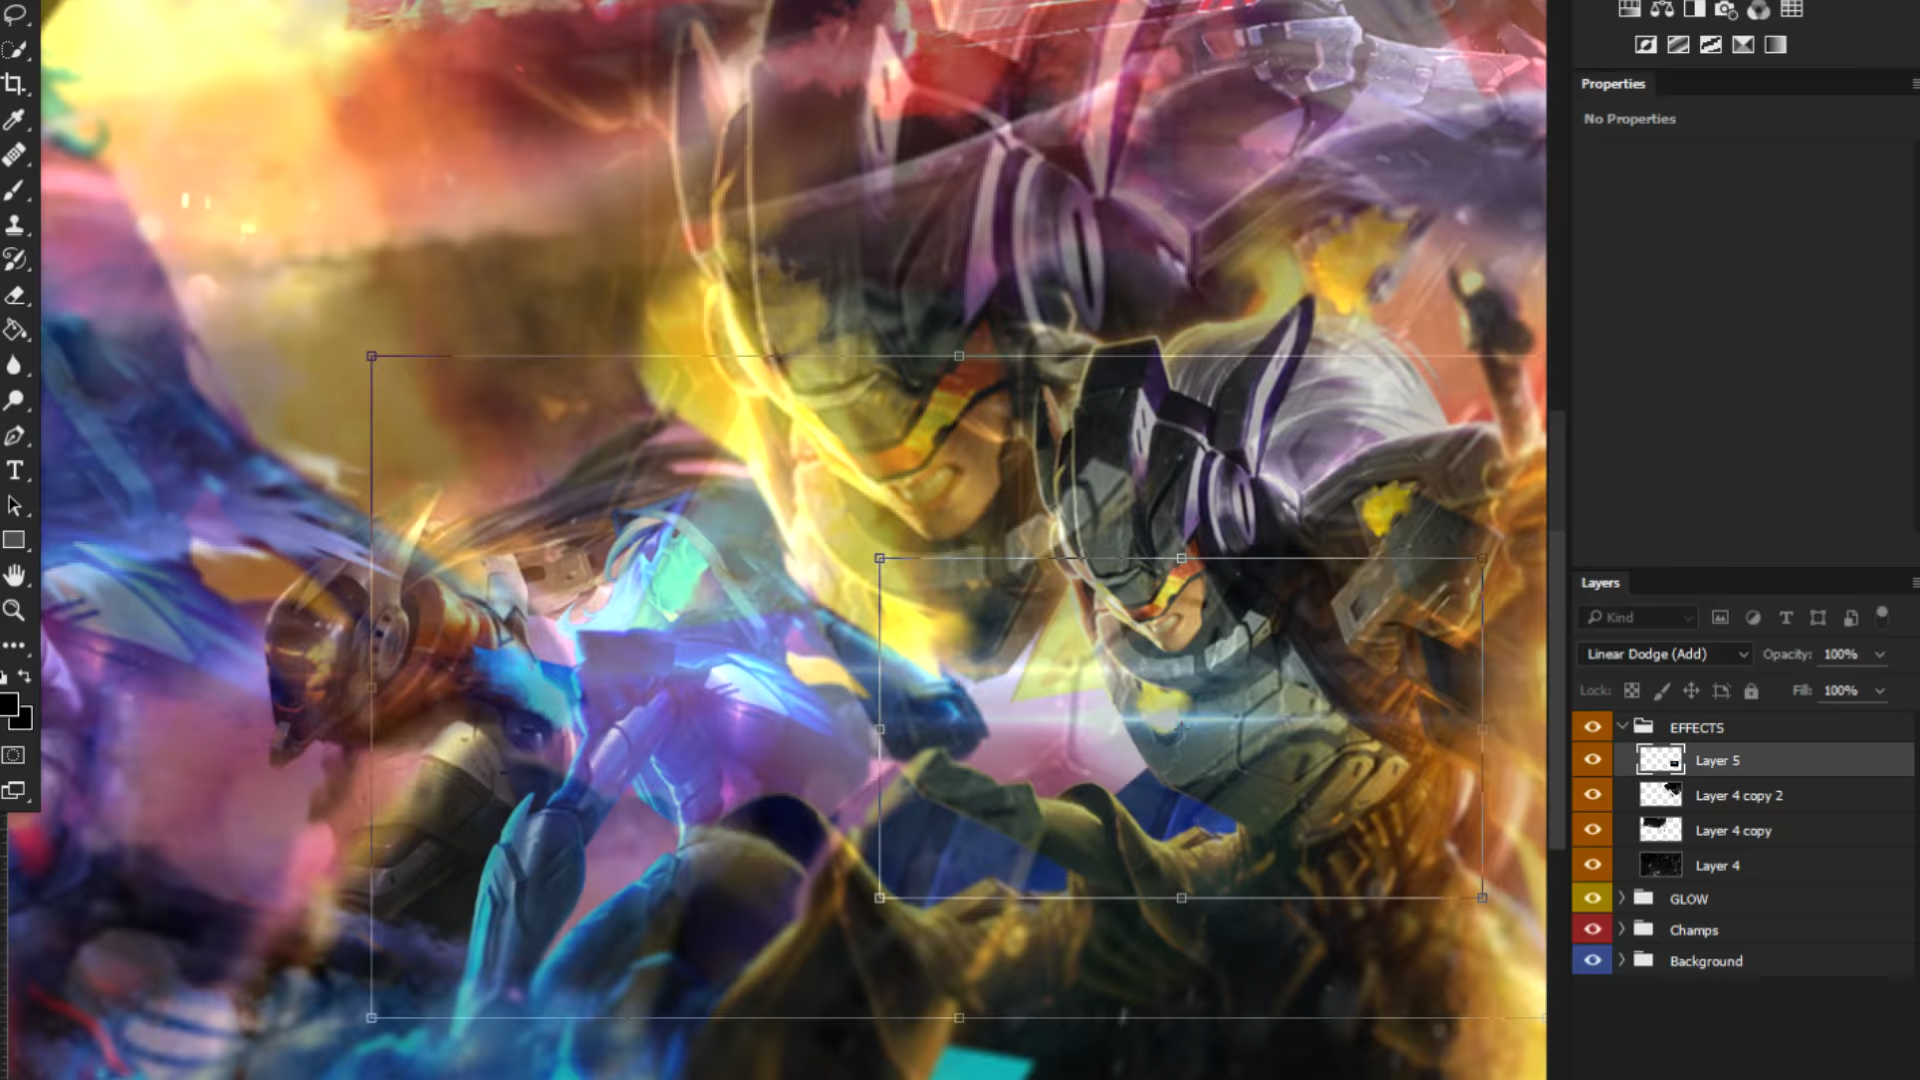 Properties
No Properties
Layers
Kind
Linear Dodge (Add) Opacity: 100%
Lock: Fill: 100%
EFFECTS
Layer 5
Layer 4 copy 2
Layer 4 copy
Layer 4
GLOW
Champs
Background